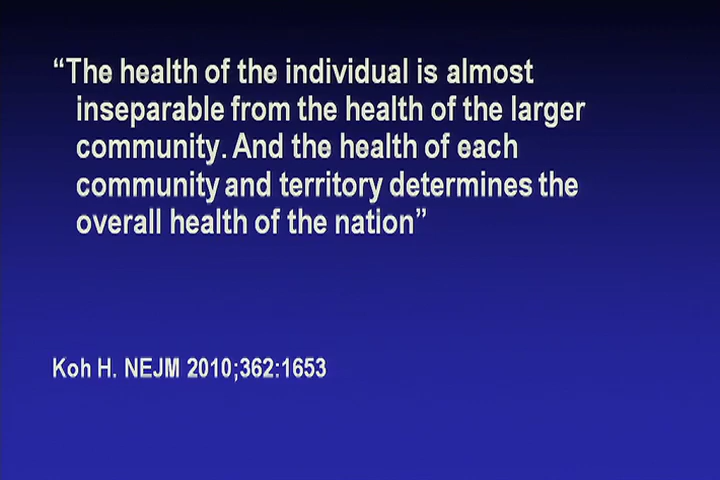 “The health of the individual is almost
inseparable from the health of the larger
community. And the health of each
community and territory determines the
overall health of the nation”
Koh H. NEJM 2010;362:1653